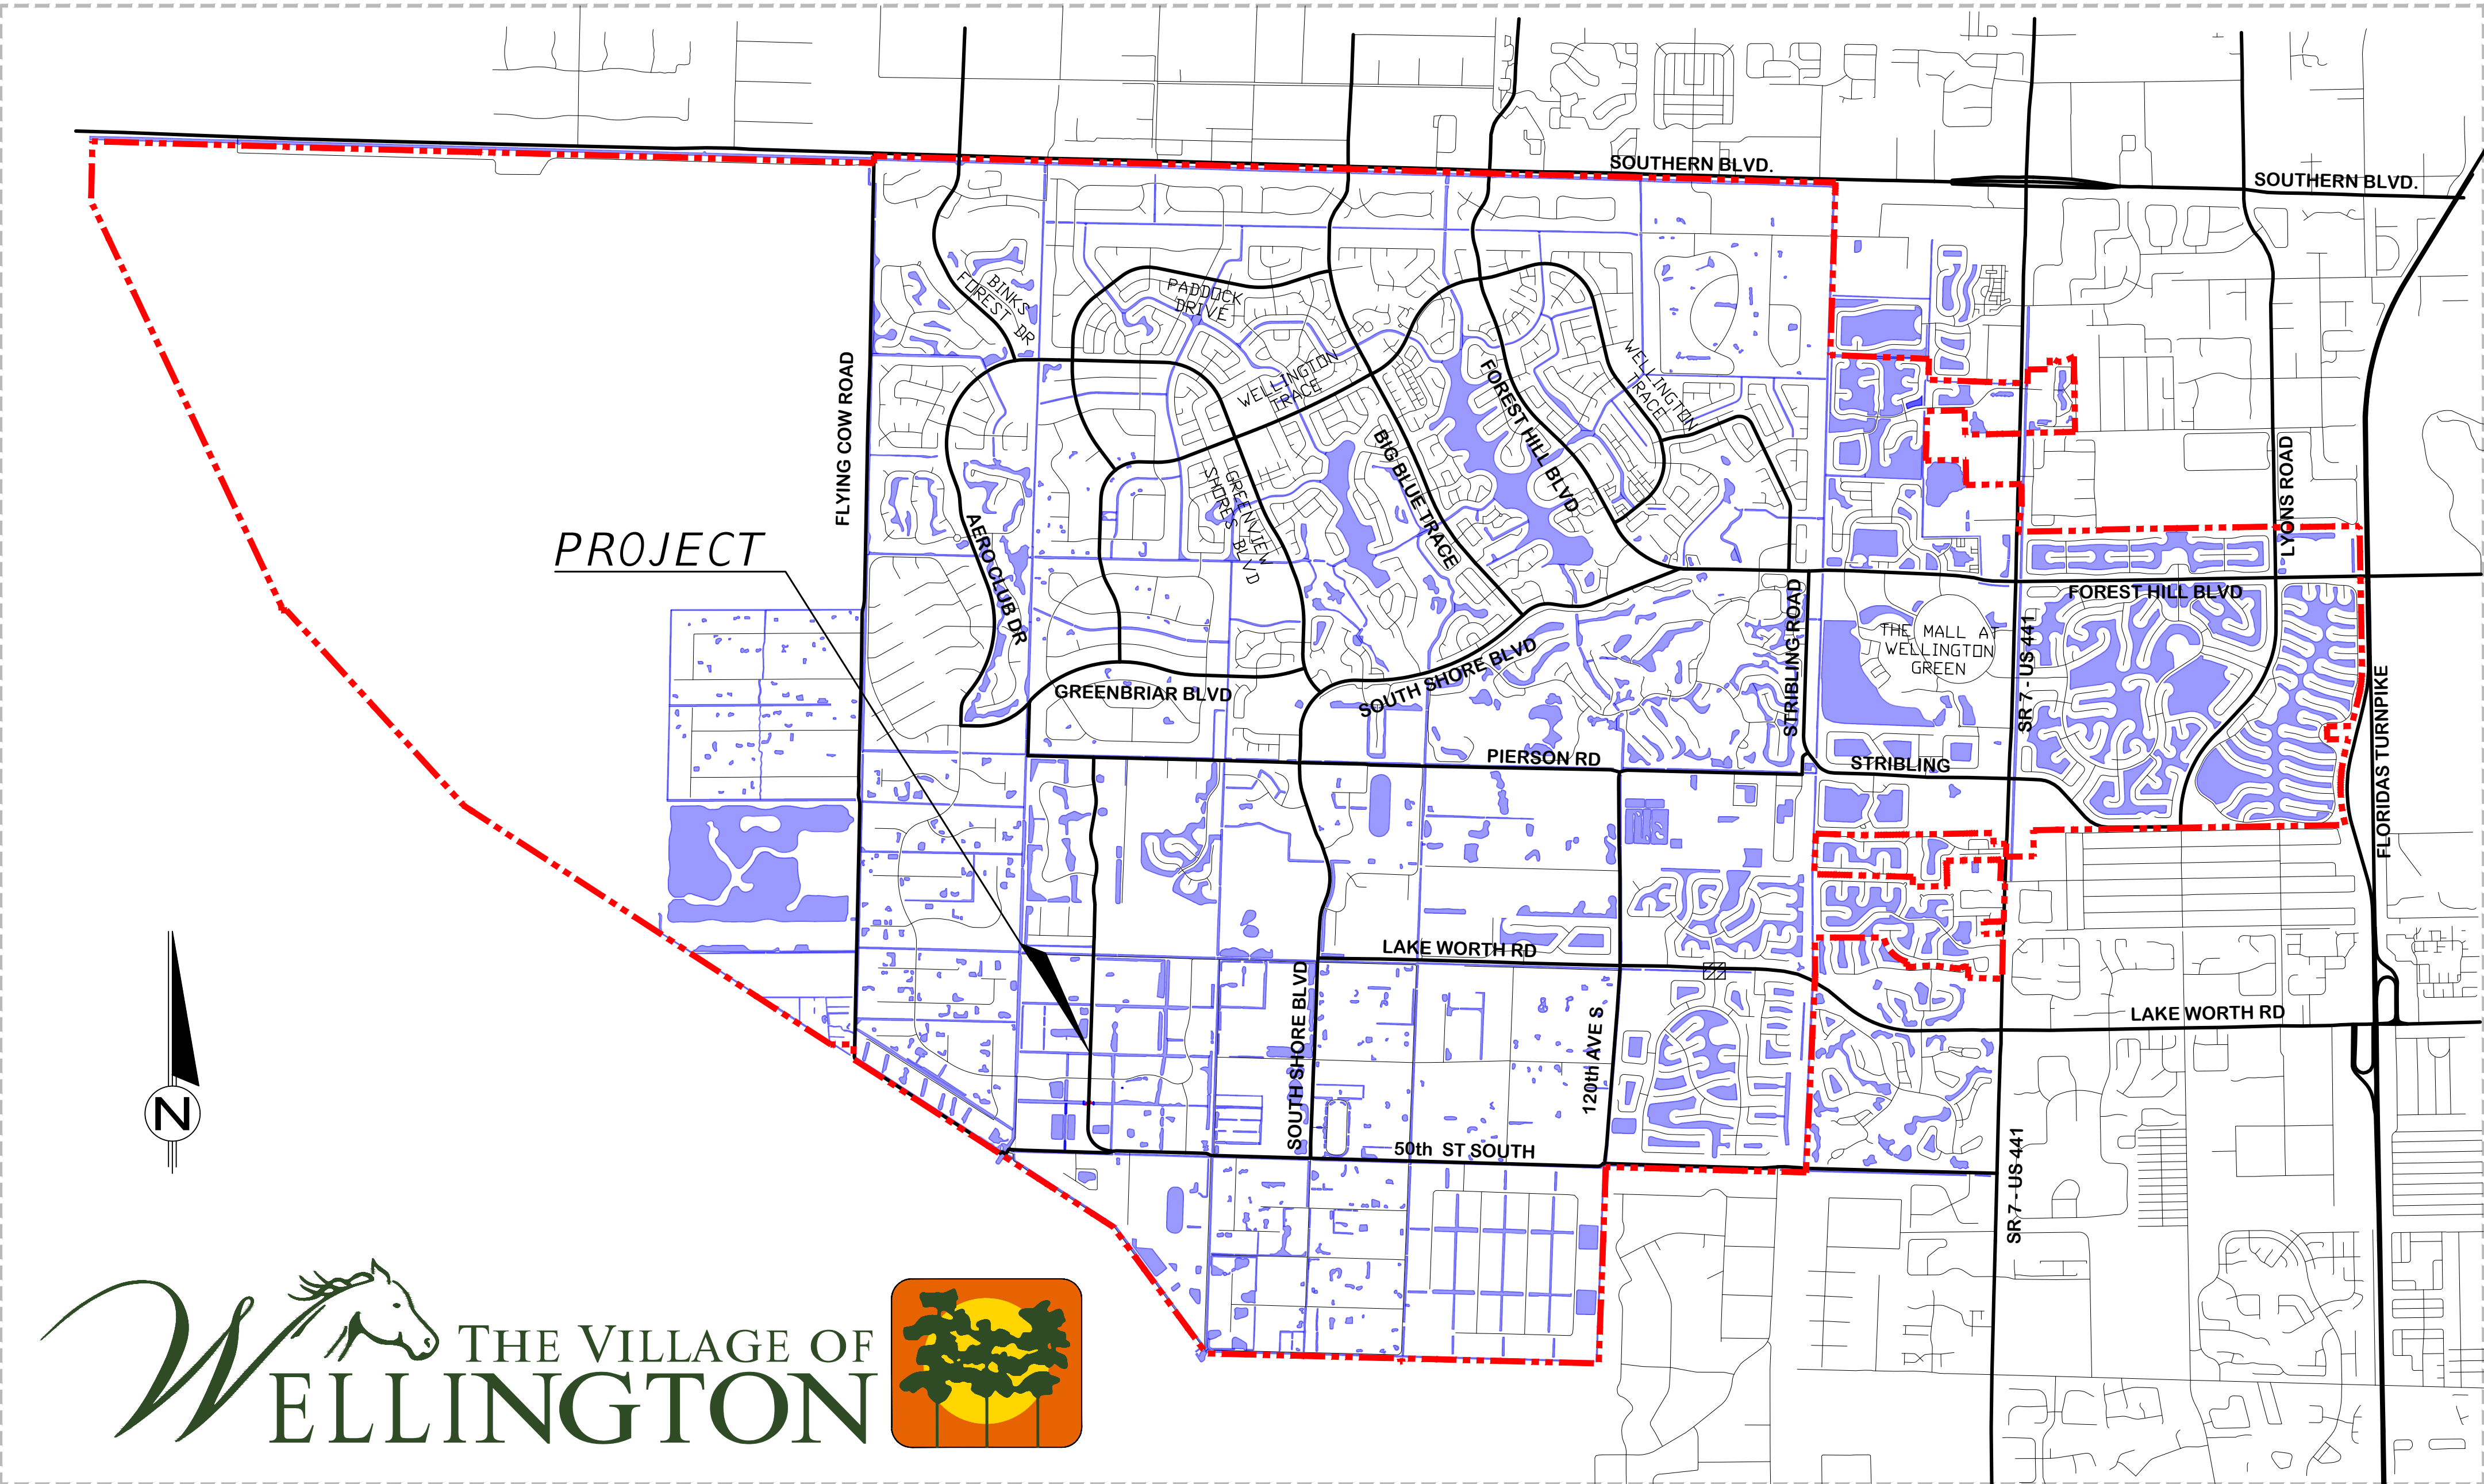 SOUTHERN BLVD.
SOUTHERN BLVD.
BINKS
FOREST DR
PADDOCK
DRIVE
WELLINGTON
TRACE
WELLINGTON
TRACE
FLYING COW ROAD
FOREST HILL BLVD
BIG BLUE TRACE
GREENVIEW
SHORES BLVD
LYONS ROAD
PROJECT
AERO CLUB DR
FOREST HILL BLVD
STRIBLING ROAD
THE MALL AT
WELLINGTON
GREEN
SR 7 - US 441
GREENBRIAR BLVD
SOUTH SHORE BLVD
FLORIDAS TURNPIKE
PIERSON RD
STRIBLING
LAKE WORTH RD
SOUTH SHORE BLVD
120th AVE S
LAKE WORTH RD
N
50th ST SOUTH
SR 7 - US 441
THE VILLAGE OF
WELLINGTON